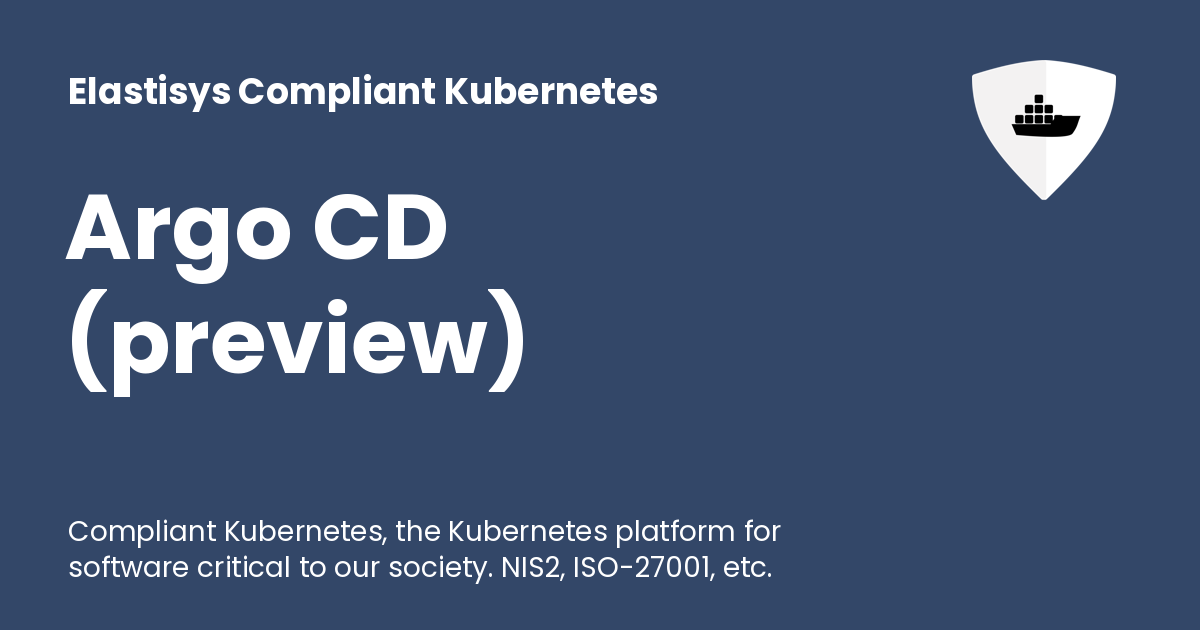 Elastisys Compliant Kubernetes
Argo CD
(preview)
Compliant Kubernetes, the Kubernetes platform for
software critical to our society. NIS2, ISO-27001, etc.